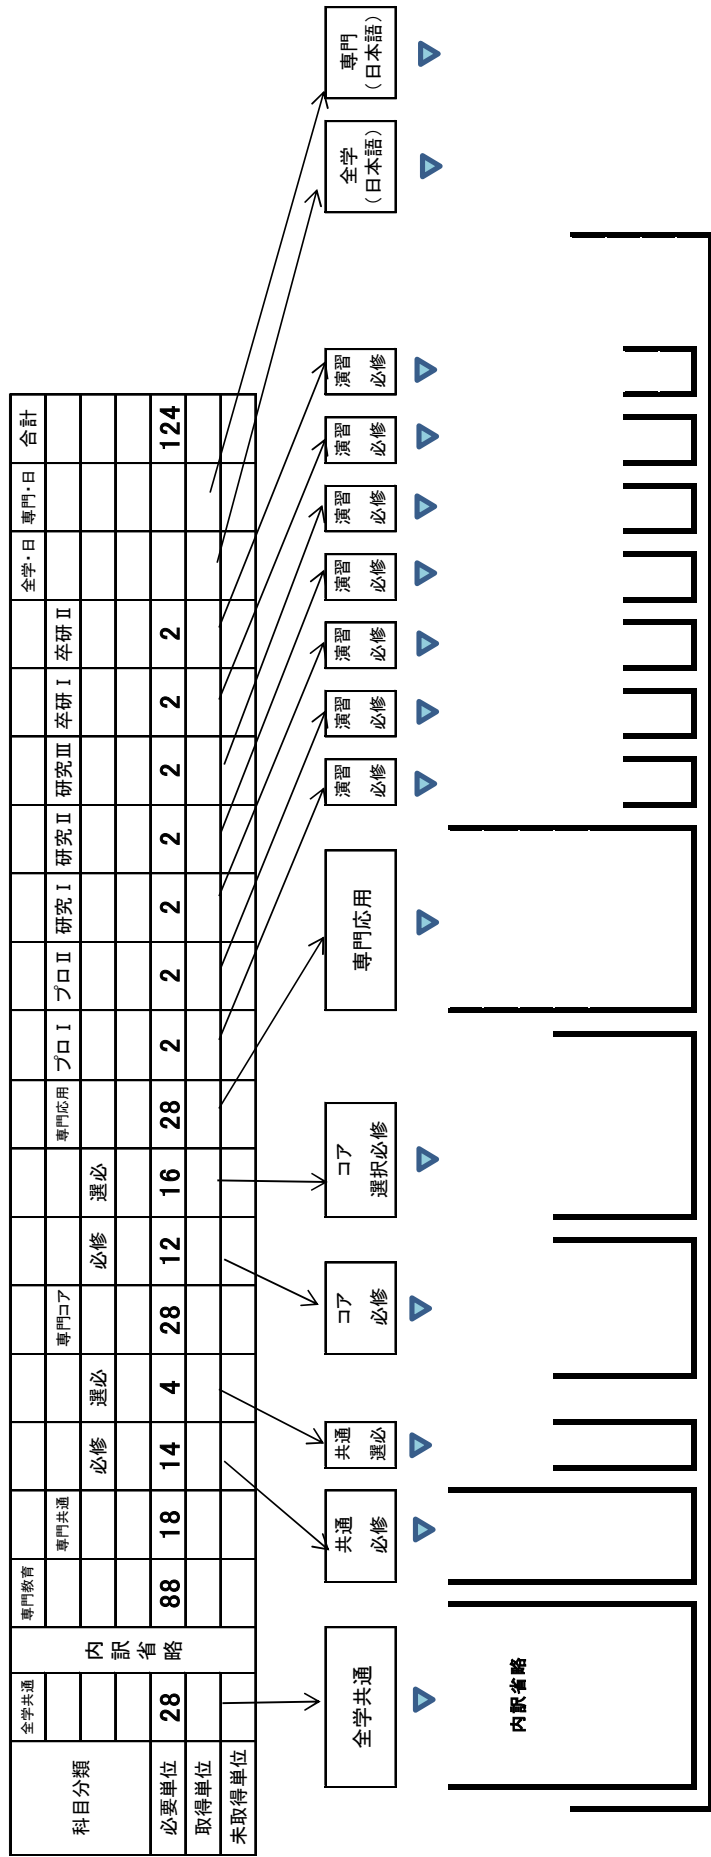 科目分類
全学共通
内訳省略
専門教育
全学・日
専門・日
合計
専門共通
専門コア
専門応用
プロⅠ
プロⅡ
研究Ⅰ
研究Ⅱ
研究Ⅲ
卒研Ⅰ
卒研Ⅱ
必修
選必
必修
選必
必要単位
28
88
18
14
4
28
12
16
28
2
2
2
2
2
2
2
124
取得単位
未取得単位
全学共通
共通
必修
共通
選必
コア
必修
コア
選択必修
専門応用
演習
必修
演習
必修
演習
必修
演習
必修
演習
必修
演習
必修
演習
必修
全学
(日本語)
専門
(日本語)
内訳省略